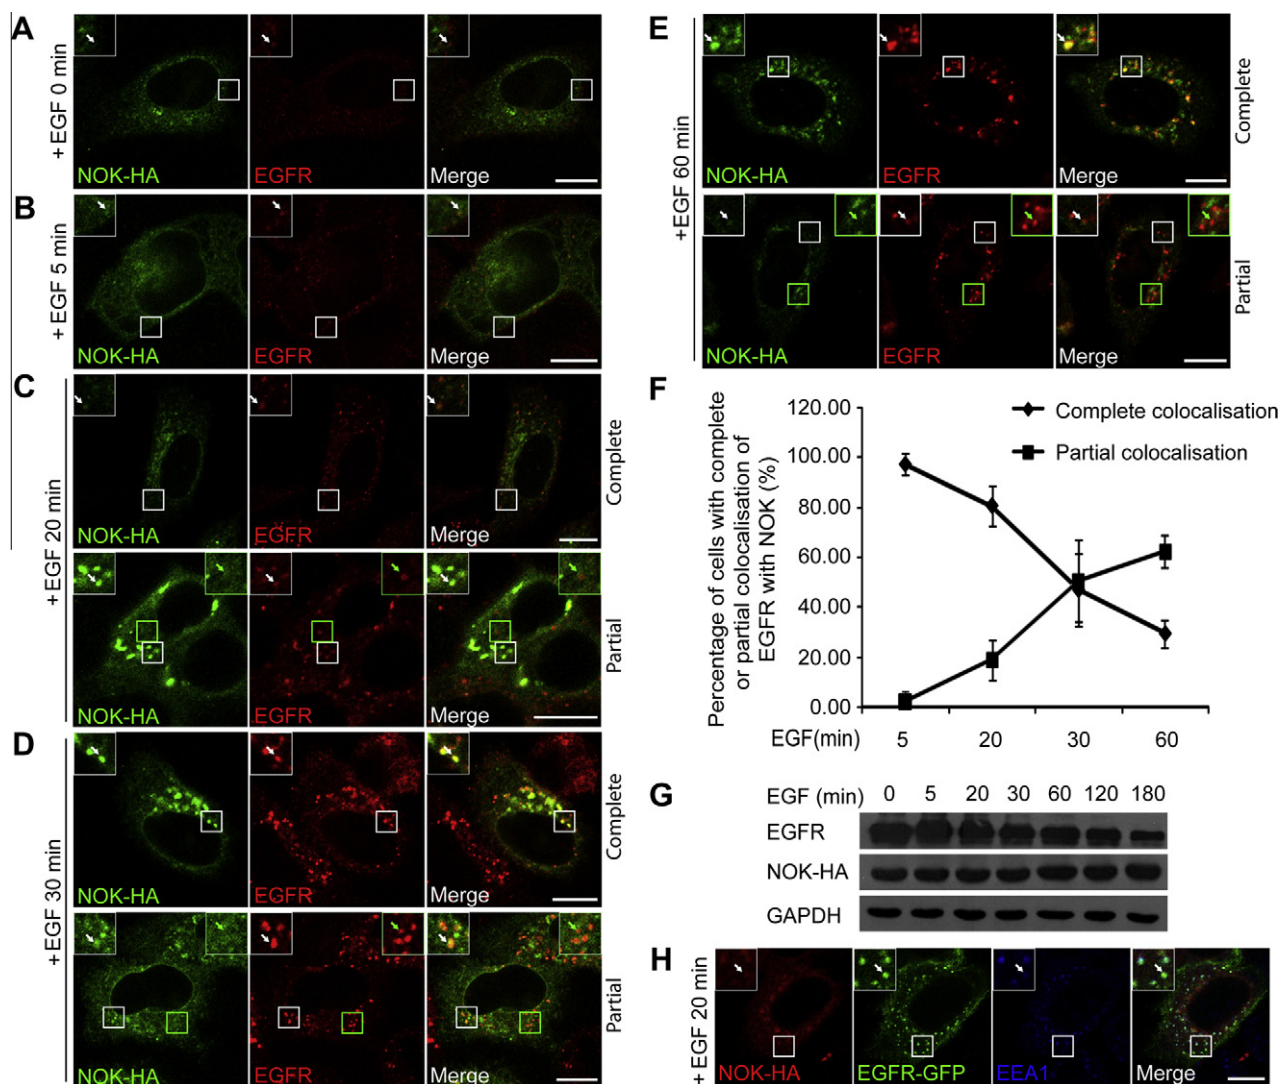 A
+ EGF 0 min
NOK-HA
EGFR
Merge
B
+ EGF 5 min
NOK-HA
EGFR
Merge
C
+ EGF 20 min
NOK-HA
EGFR
Merge
Complete
NOK-HA
EGFR
Merge
Partial
D
+EGF 30 min
NOK-HA
EGFR
Merge
Complete
NOK-HA
EGFR
Merge
Partial
E
+EGF 60 min
NOK-HA
EGFR
Merge
Complete
NOK-HA
EGFR
Merge
Partial
F
Percentage of cells with complete
or partial colocalisation of
EGFR with NOK (%)
120.00
100.00
80.00
60.00
40.00
20.00
0.00
Complete colocalisation
Partial colocalisation
EGF(min) 5 20 30 60
G
EGF (min) 0 5 20 30 60 120 180
EGFR
NOK-HA
GAPDH
H
+ EGF 20 min
NOK-HA
EGFR-GFP
EEA1
Merge